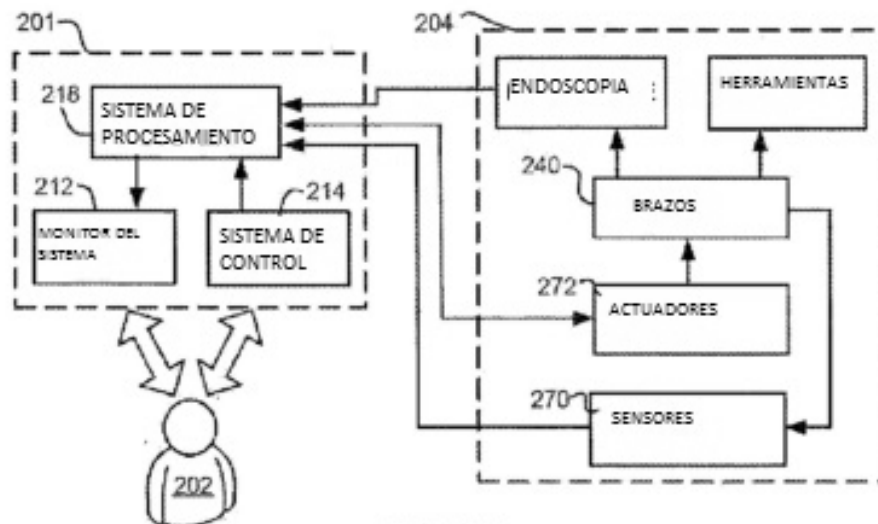 201
204
218
SISTEMA DE
PROCESAMIENTO
ENDOSCOPIA
HERRAMIENTAS
212
214
240
MONITOR DEL
SISTEMA
SISTEMA DE
CONTROL
BRAZOS
272
ACTUADORES
270
SENSORES
202